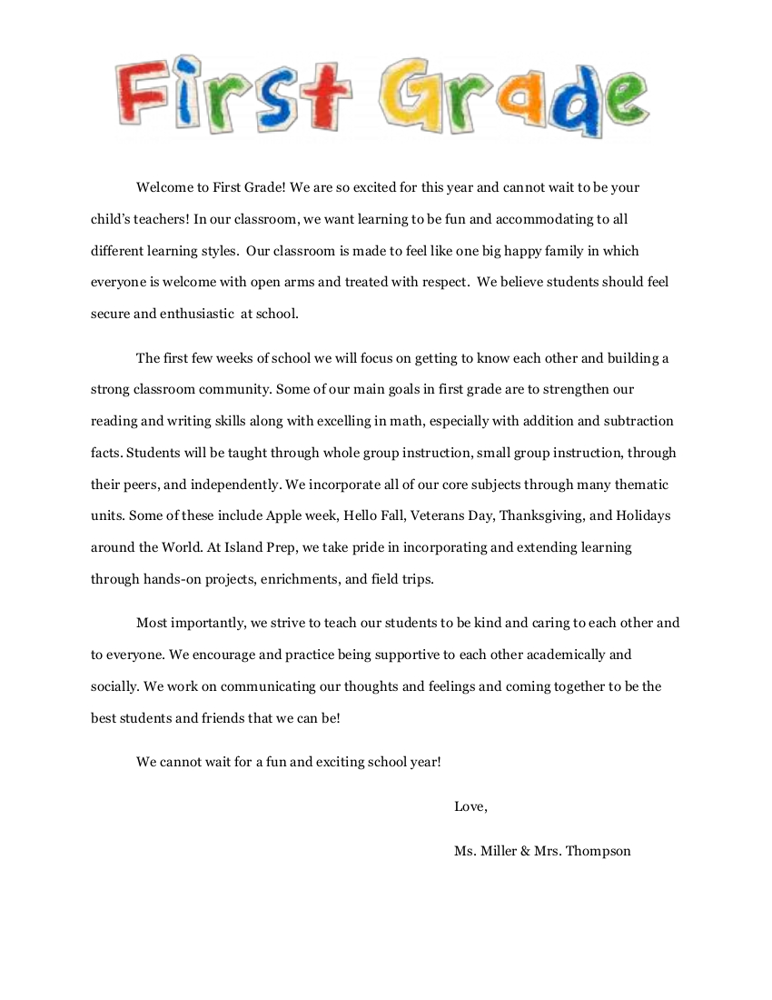 First Grade
Welcome to First Grade! We are so excited for this year and cannot wait to be your
child’s teachers! In our classroom, we want learning to be fun and accommodating to all
different learning styles.  Our classroom is made to feel like one big happy family in which
everyone is welcome with open arms and treated with respect.  We believe students should feel
secure and enthusiastic  at school.
The first few weeks of school we will focus on getting to know each other and building a
strong classroom community. Some of our main goals in first grade are to strengthen our
reading and writing skills along with excelling in math, especially with addition and subtraction
facts. Students will be taught through whole group instruction, small group instruction, through
their peers, and independently. We incorporate all of our core subjects through many thematic
units. Some of these include Apple week, Hello Fall, Veterans Day, Thanksgiving, and Holidays
around the World. At Island Prep, we take pride in incorporating and extending learning
through hands-on projects, enrichments, and field trips.
Most importantly, we strive to teach our students to be kind and caring to each other and
to everyone. We encourage and practice being supportive to each other academically and
socially. We work on communicating our thoughts and feelings and coming together to be the
best students and friends that we can be!
We cannot wait for a fun and exciting school year!
Love,
Ms. Miller & Mrs. Thompson